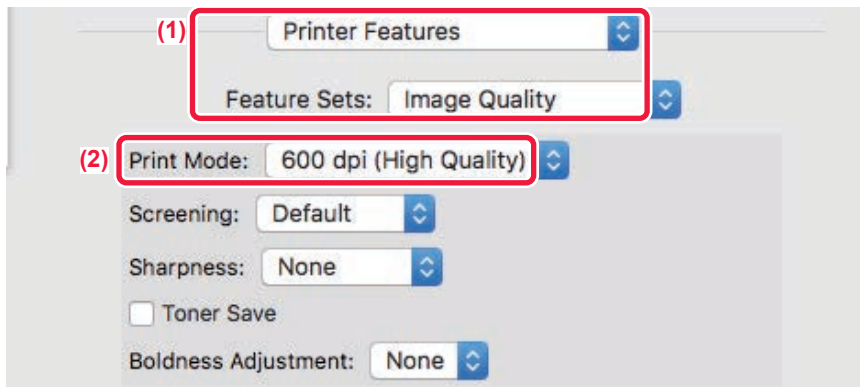 (1) Printer Features
Feature Sets: Image Quality
(2) Print Mode: 600 dpi (High Quality)
Screening: Default
Sharpness: None
Toner Save
Boldness Adjustment: None